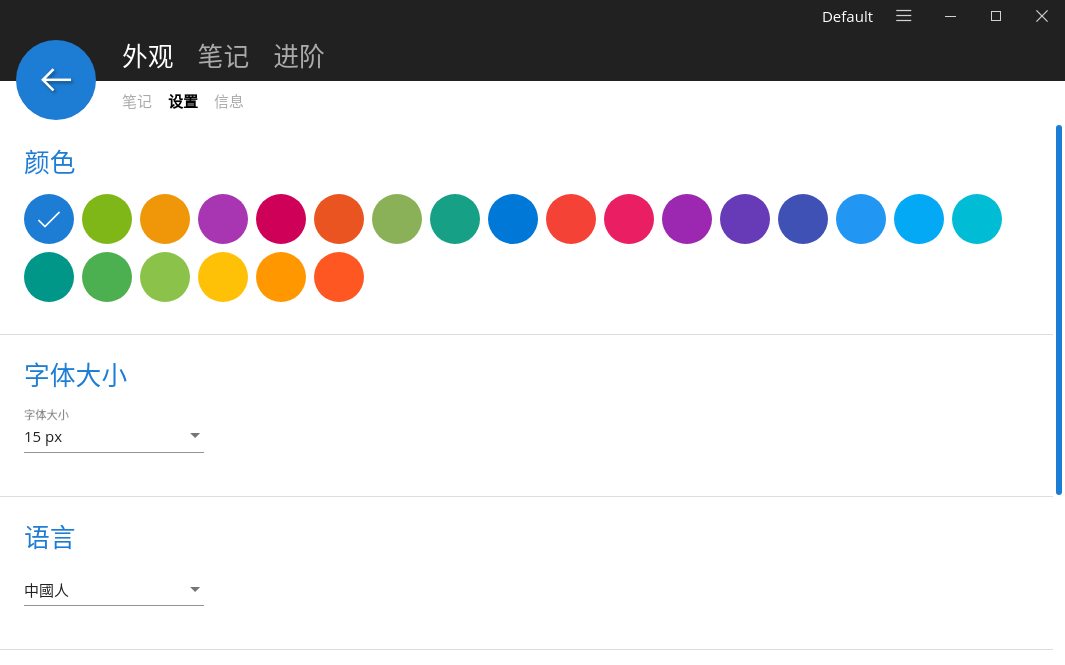 Default
外观 笔记 进阶
笔记 设置 信息
颜色
字体大小
字体大小
15 px
语言
中國人